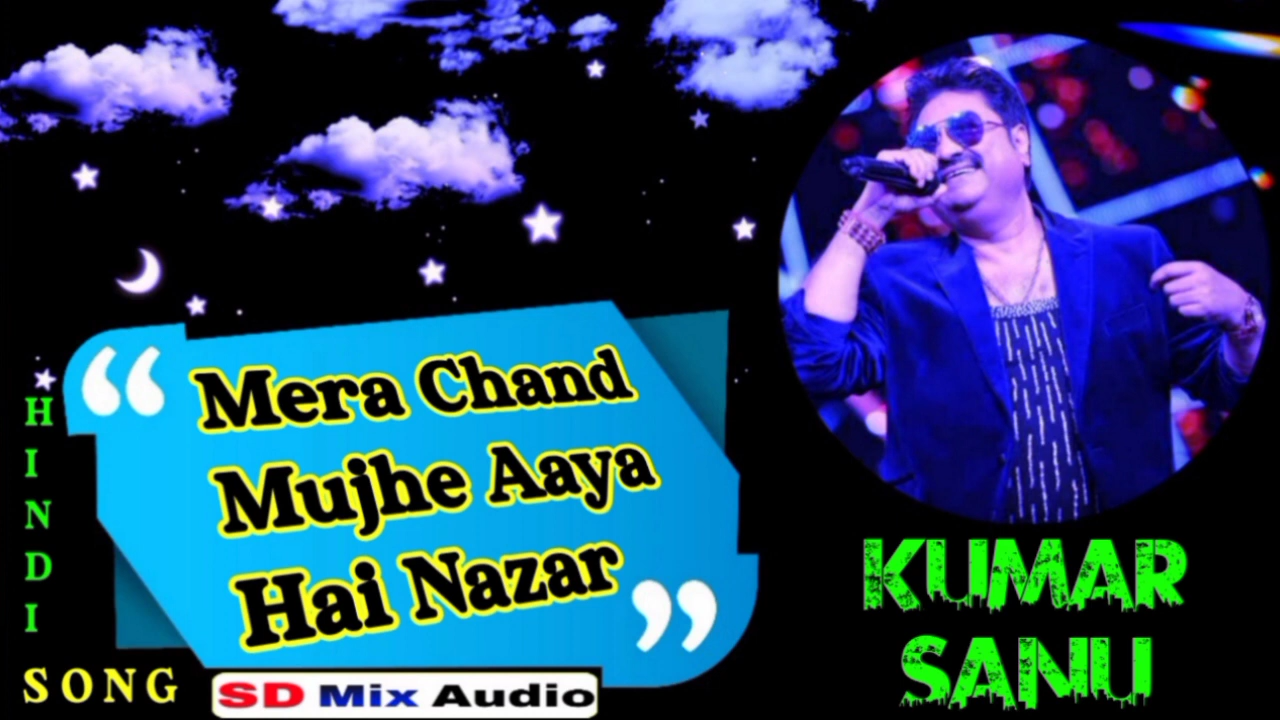 “Mera Chand
Mujhe Aaya
Hai Nazar”
HINDI
SONG
SD Mix Audio
KUMAR
SANU